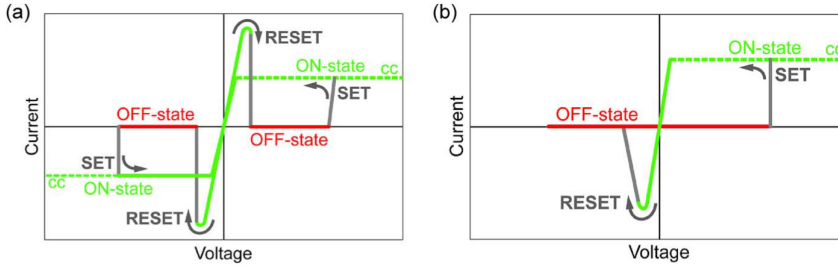 (a)
RESET
ON-state
cc
SET
OFF-state
OFF-state
Current
SET
cc
ON-state
RESET
Voltage
(b)
ON-state
cc
SET
OFF-state
Current
RESET
Voltage